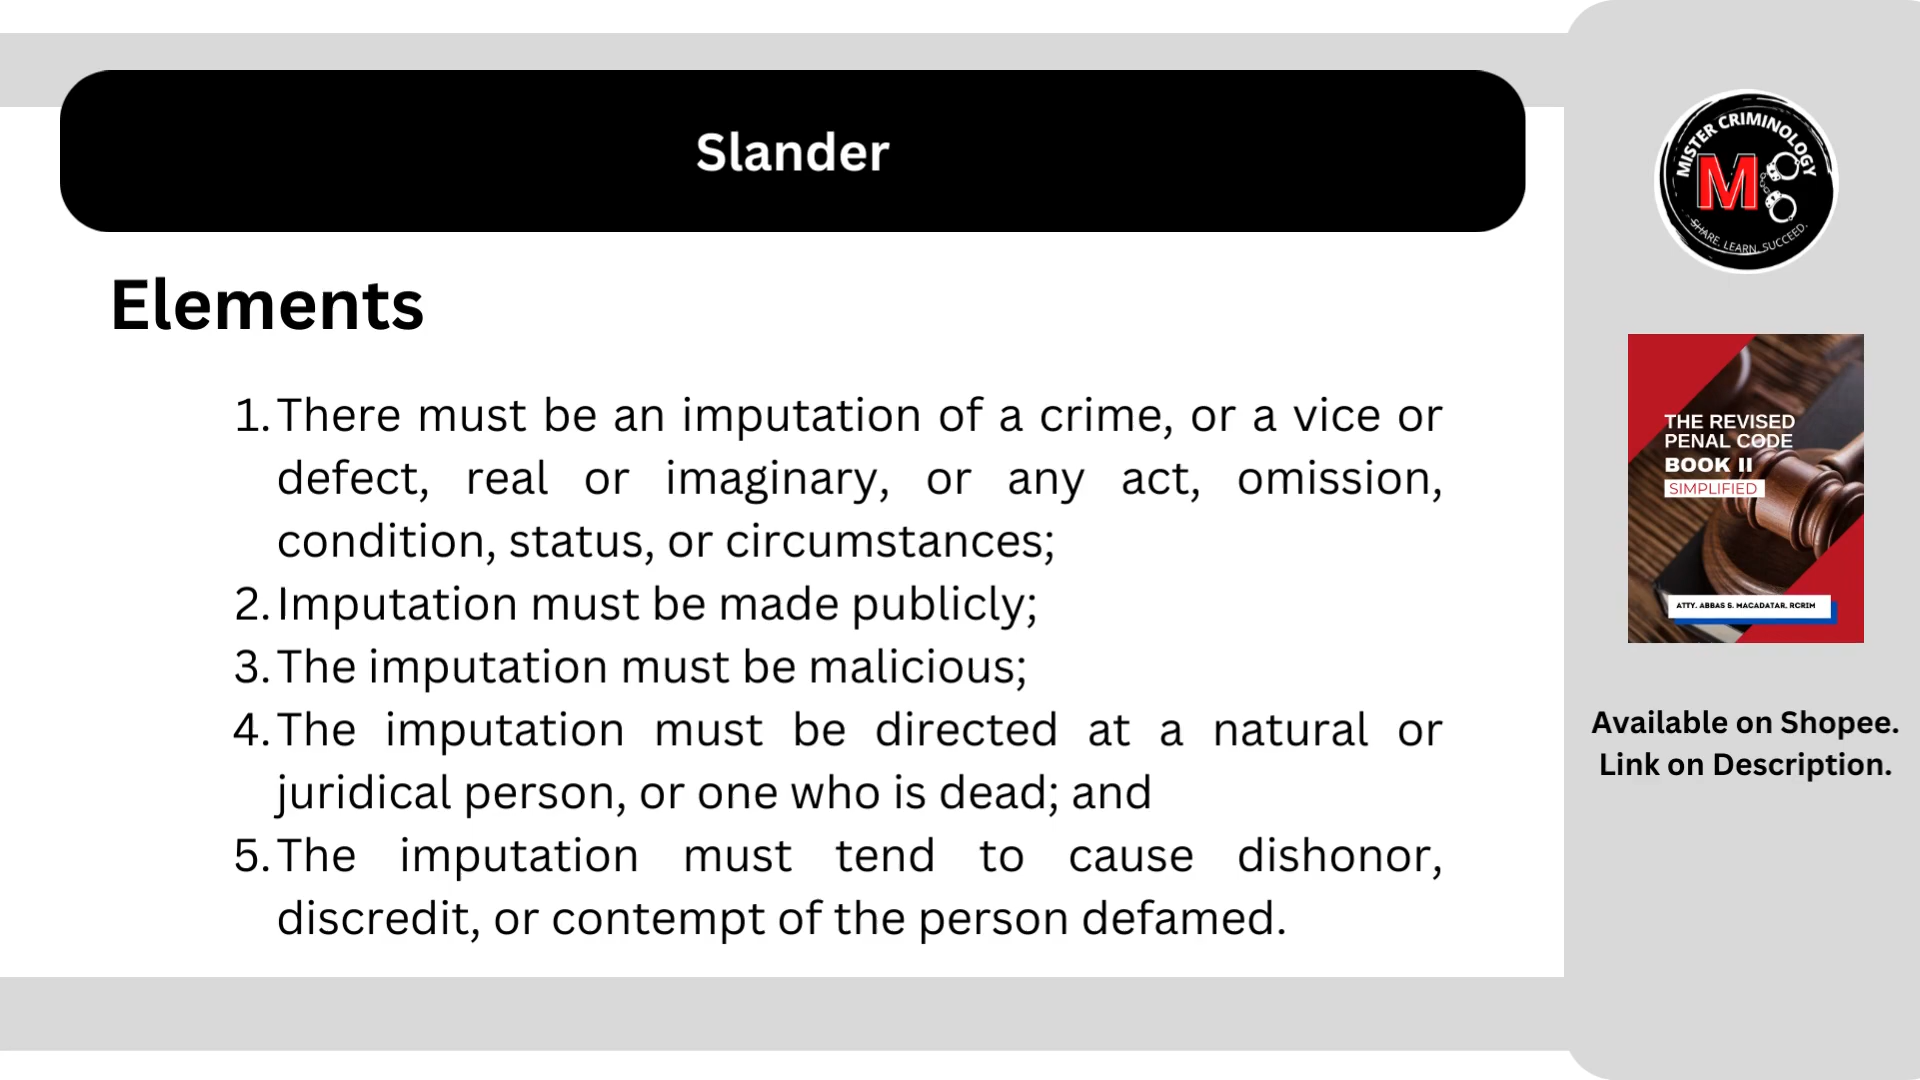 Slander
Elements
1. There must be an imputation of a crime, or a vice or
defect, real or imaginary, or any act, omission,
condition, status, or circumstances;
2. Imputation must be made publicly;
3. The imputation must be malicious;
4. The imputation must be directed at a natural or
juridical person, or one who is dead; and
5. The imputation must tend to cause dishonor,
discredit, or contempt of the person defamed.
MISTER CRIMINOLOGY
M
SHARE. LEARN. SUCCEED.
THE REVISED
PENAL CODE
BOOK II
SIMPLIFIED
ATTY. ABBAS S. MACADATAR, RCRIM
Available on Shopee.
Link on Description.